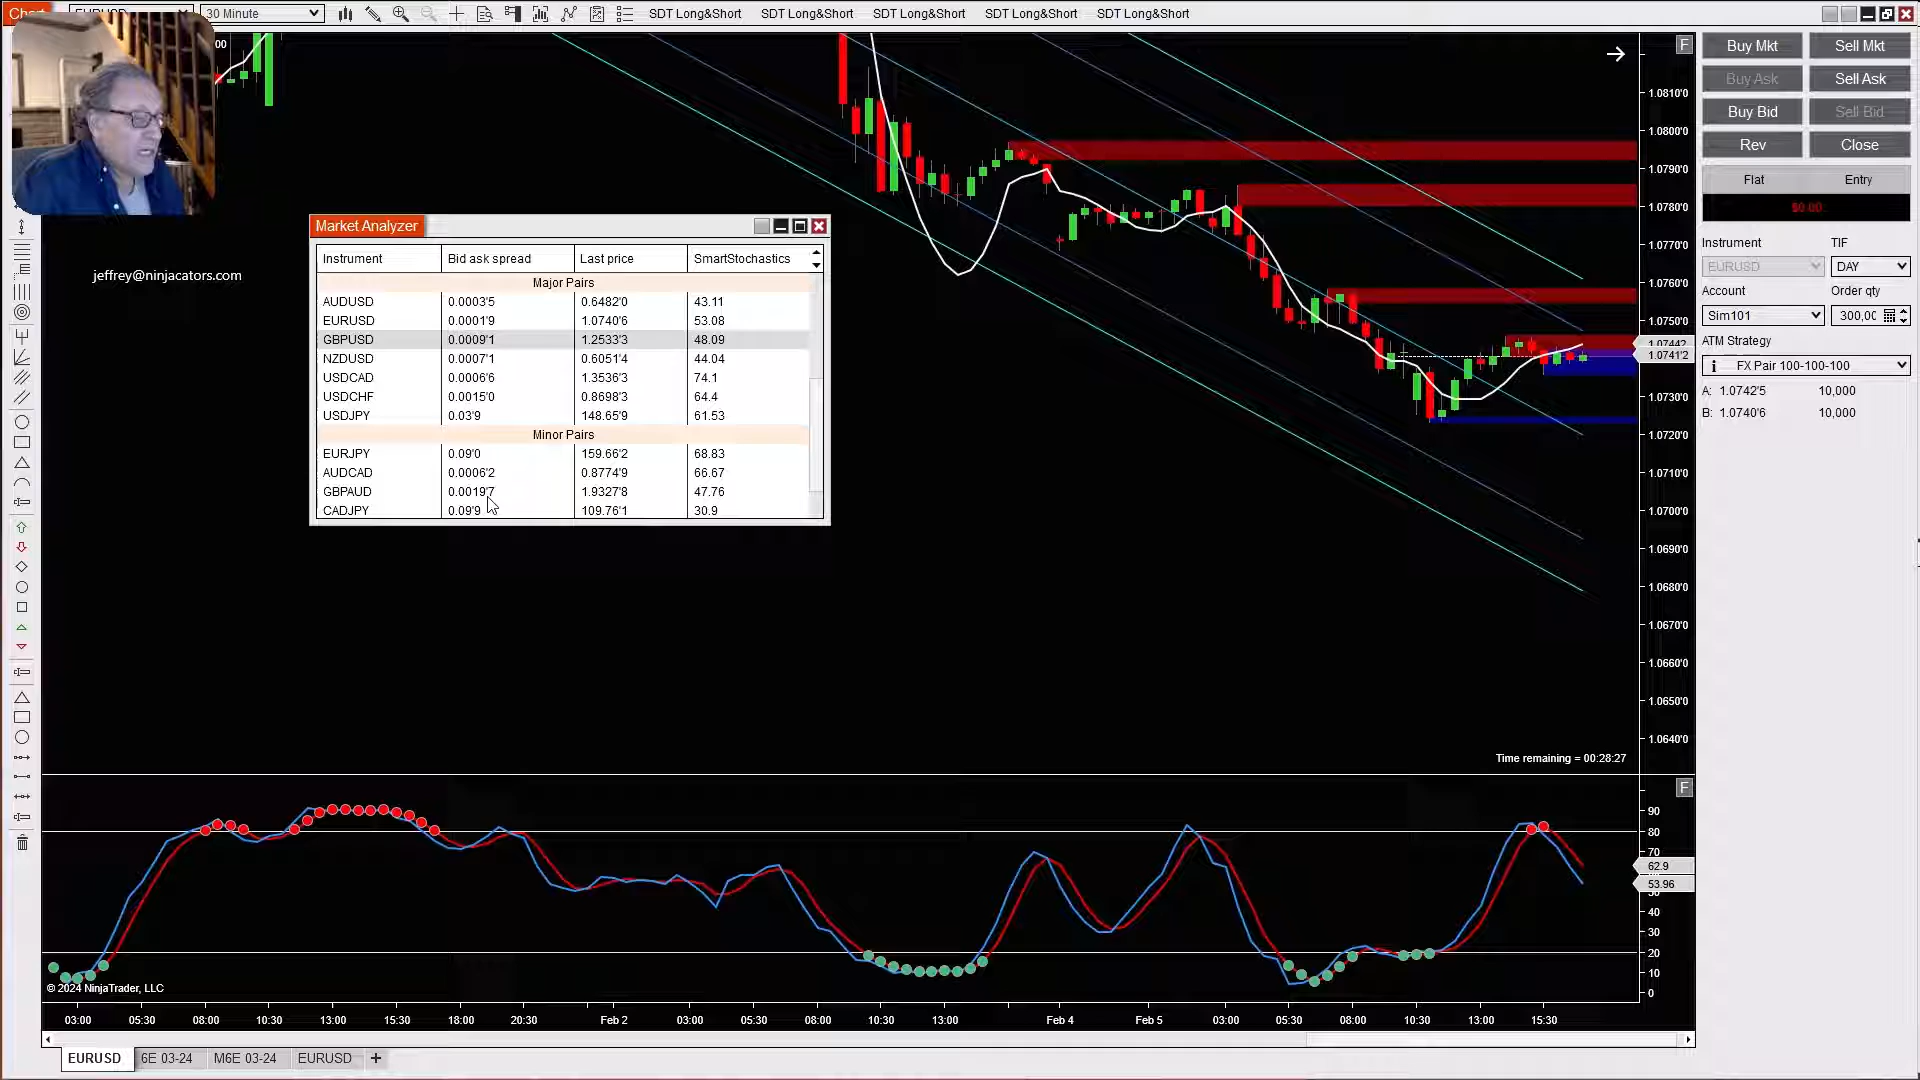 Chart
EURUSD
30 Minute
SDT Long&Short
SDT Long&Short
SDT Long&Short
SDT Long&Short
SDT Long&Short
00
F
jeffrey@ninjacators.com
Market Analyzer
Instrument Bid ask spread Last price SmartStochastics
Major Pairs
AUDUSD 0.0003'5 0.6482'0 43.11
EURUSD 0.0001'9 1.0740'6 53.08
GBPUSD 0.0009'1 1.2533'3 48.09
NZDUSD 0.0007'1 0.6051'4 44.04
USDCAD 0.0006'6 1.3536'3 74.1
USDCHF 0.0015'0 0.8698'3 64.4
USDJPY 0.03'9 148.65'9 61.53
Minor Pairs
EURJPY 0.09'0 159.66'2 68.83
AUDCAD 0.0006'2 0.8774'9 66.67
GBPAUD 0.0019'7 1.9327'8 47.76
CADJPY 0.09'9 109.76'1 30.9
1.0810'0
1.0800'0
1.0790'0
1.0780'0
1.0770'0
1.0760'0
1.0750'0
1.0741'2
1.0730'0
1.0720'0
1.0710'0
1.0700'0
1.0690'0
1.0680'0
1.0670'0
1.0660'0
1.0650'0
1.0640'0
Time remaining = 00:28:27
F
90
80
70
62.9
53.96
40
30
20
10
0
© 2024 NinjaTrader, LLC
03:00 05:30 08:00 10:30 13:00 15:30 18:00 20:30 Feb 2 03:00 05:30 08:00 10:30 13:00 Feb 4 Feb 5 03:00 05:30 08:00 10:30 13:00 15:30
EURUSD 6E 03-24 M6E 03-24 EURUSD +
Buy Mkt Sell Mkt
Buy Ask Sell Ask
Buy Bid Sell Bid
Rev Close
Flat Entry
$0.00
Instrument TIF
EURUSD DAY
Account Order qty
Sim101 300,00
ATM Strategy
FX Pair 100-100-100
A: 1.0742'5 10,000
B: 1.0740'6 10,000